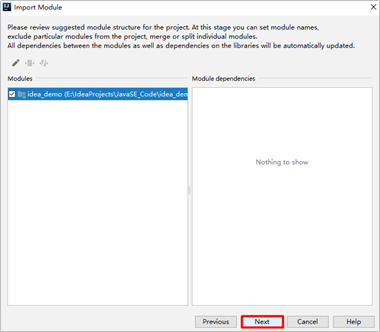 Import Module
Please review suggested module structure for the project. At this stage you can set module names,
exclude particular modules from the project, merge or split individual modules.
All dependencies between the modules as well as dependencies on the libraries will be automatically updated.
Modules
Module dependencies
idea_demo (E:\IdeaProjects\JavaSE_Code\idea_dem
Nothing to show
Previous
Next
Cancel
Help